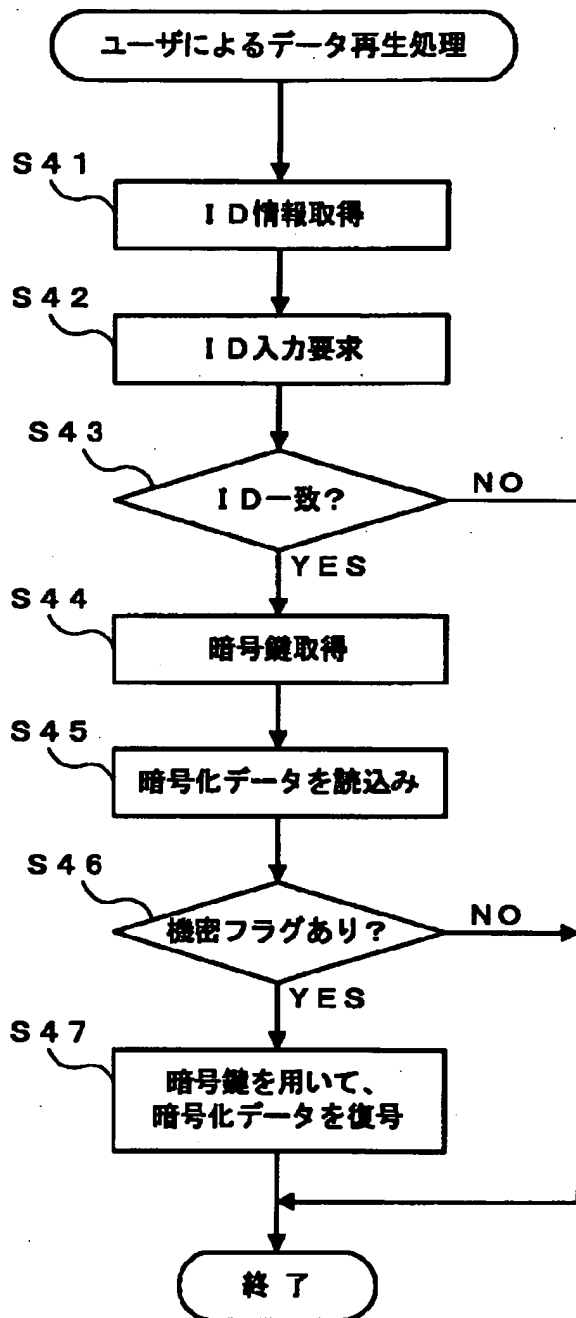 ユーザによるデータ再生処理
S41
ID情報取得
S42
ID入力要求
S43
ID一致?
NO
YES
S44
暗号鍵取得
S45
暗号化データを読込み
S46
機密フラグあり?
NO
YES
S47
暗号鍵を用いて、
暗号化データを復号
終了